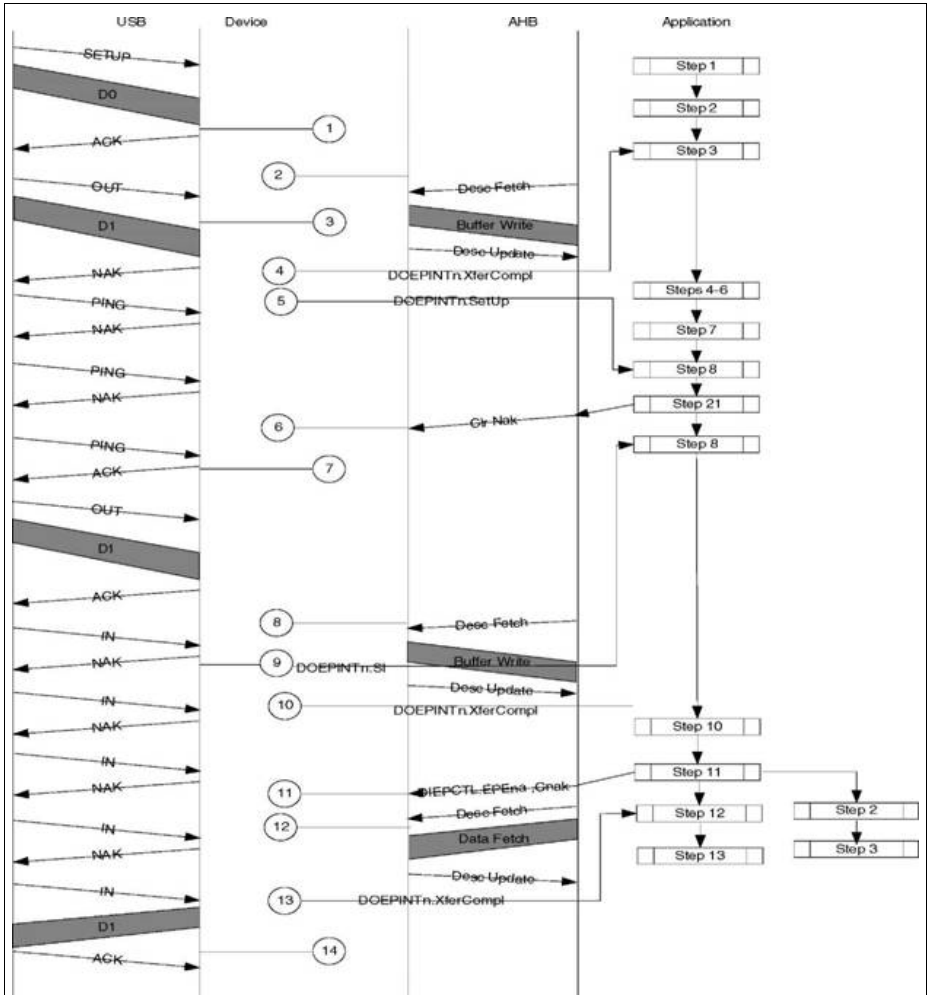 USB Device AHB Application
SETUP
Step 1
D0
Step 2
1
ACK
Step 3
2
OUT
Desc Fetch
D1
3
Buffer Write
Desc Update
NAK
4
DOEPINTn.XferCompl
Steps 4-6
PING
5
DOEPINTn.SetUp
NAK
Step 7
PING
Step 8
NAK
Step 21
6
Clr Nak
PING
Step 8
7
ACK
OUT
D1
ACK
8
Desc Fetch
IN
NAK
9
DOEPINTn.SI
Buffer Write
IN
Desc Update
10
DOEPINTn.XferCompl
NAK
Step 10
IN
Step 11
NAK
11
DIEPCTL.EPEna ,Cnak
Desc Fetch
Step 12
Step 2
IN
12
Data Fetch
NAK
Step 13
Step 3
Desc Update
IN
13
DOEPINTn.XferCompl
D1
14
ACK